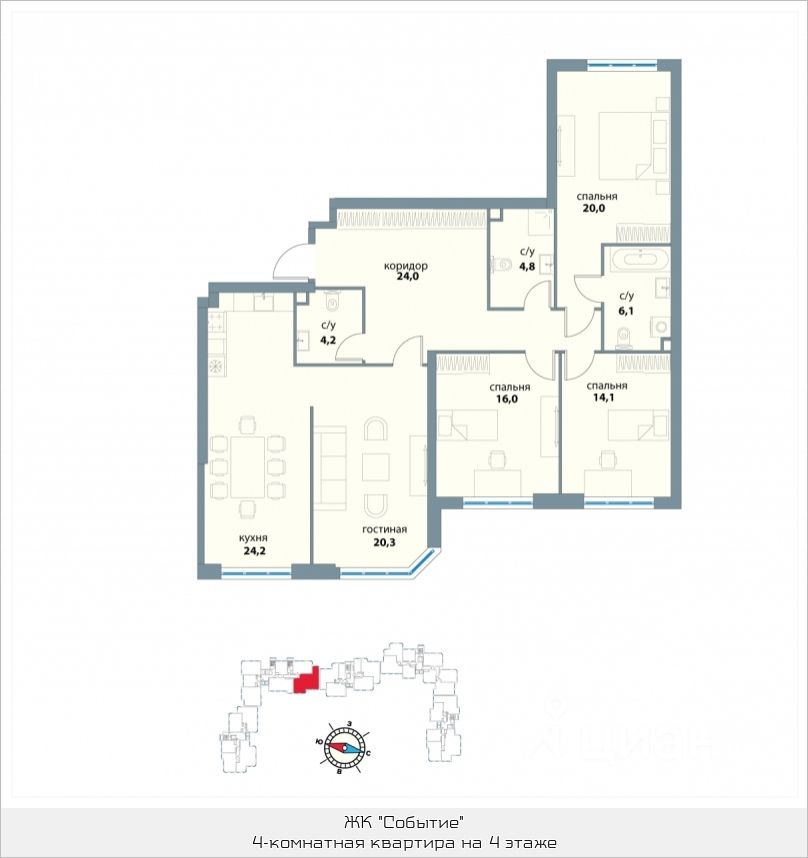 спальня
20,0
с/у
4,8
коридор
24,0
с/у
6,1
с/у
4,2
спальня
16,0
спальня
14,1
гостиная
20,3
кухня
24,2
З
Ю
С
В
циан
ЖК "Событие"
4-комнатная квартира на 4 этаже